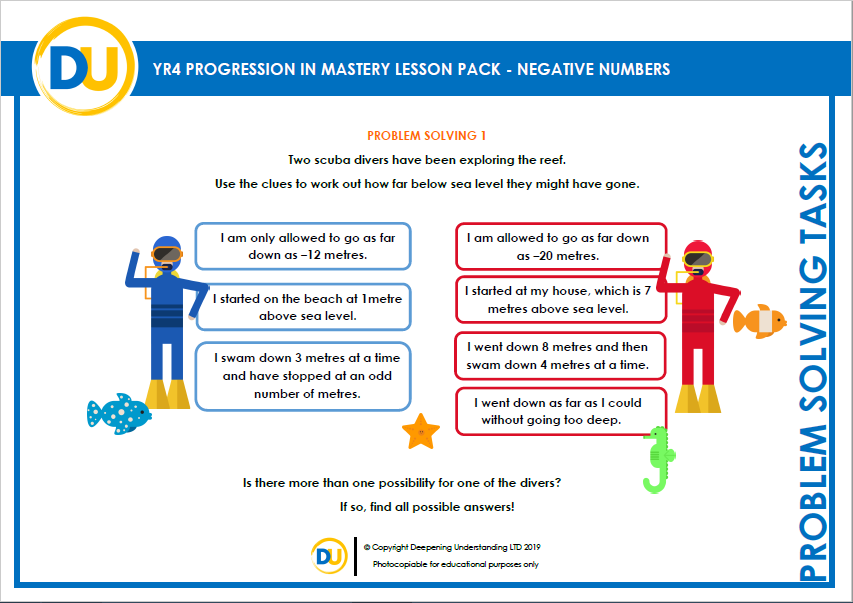 DU
YR4 PROGRESSION IN MASTERY LESSON PACK - NEGATIVE NUMBERS
PROBLEM SOLVING 1
Two scuba divers have been exploring the reef.
Use the clues to work out how far below sea level they might have gone.
I am only allowed to go as far
down as –12 metres.
I started on the beach at 1metre
above sea level.
I swam down 3 metres at a time
and have stopped at an odd
number of metres.
I am allowed to go as far down
as –20 metres.
I started at my house, which is 7
metres above sea level.
I went down 8 metres and then
swam down 4 metres at a time.
I went down as far as I could
without going too deep.
Is there more than one possibility for one of the divers?
If so, find all possible answers!
PROBLEM SOLVING TASKS
DU
© Copyright Deepening Understanding LTD 2019
Photocopiable for educational purposes only